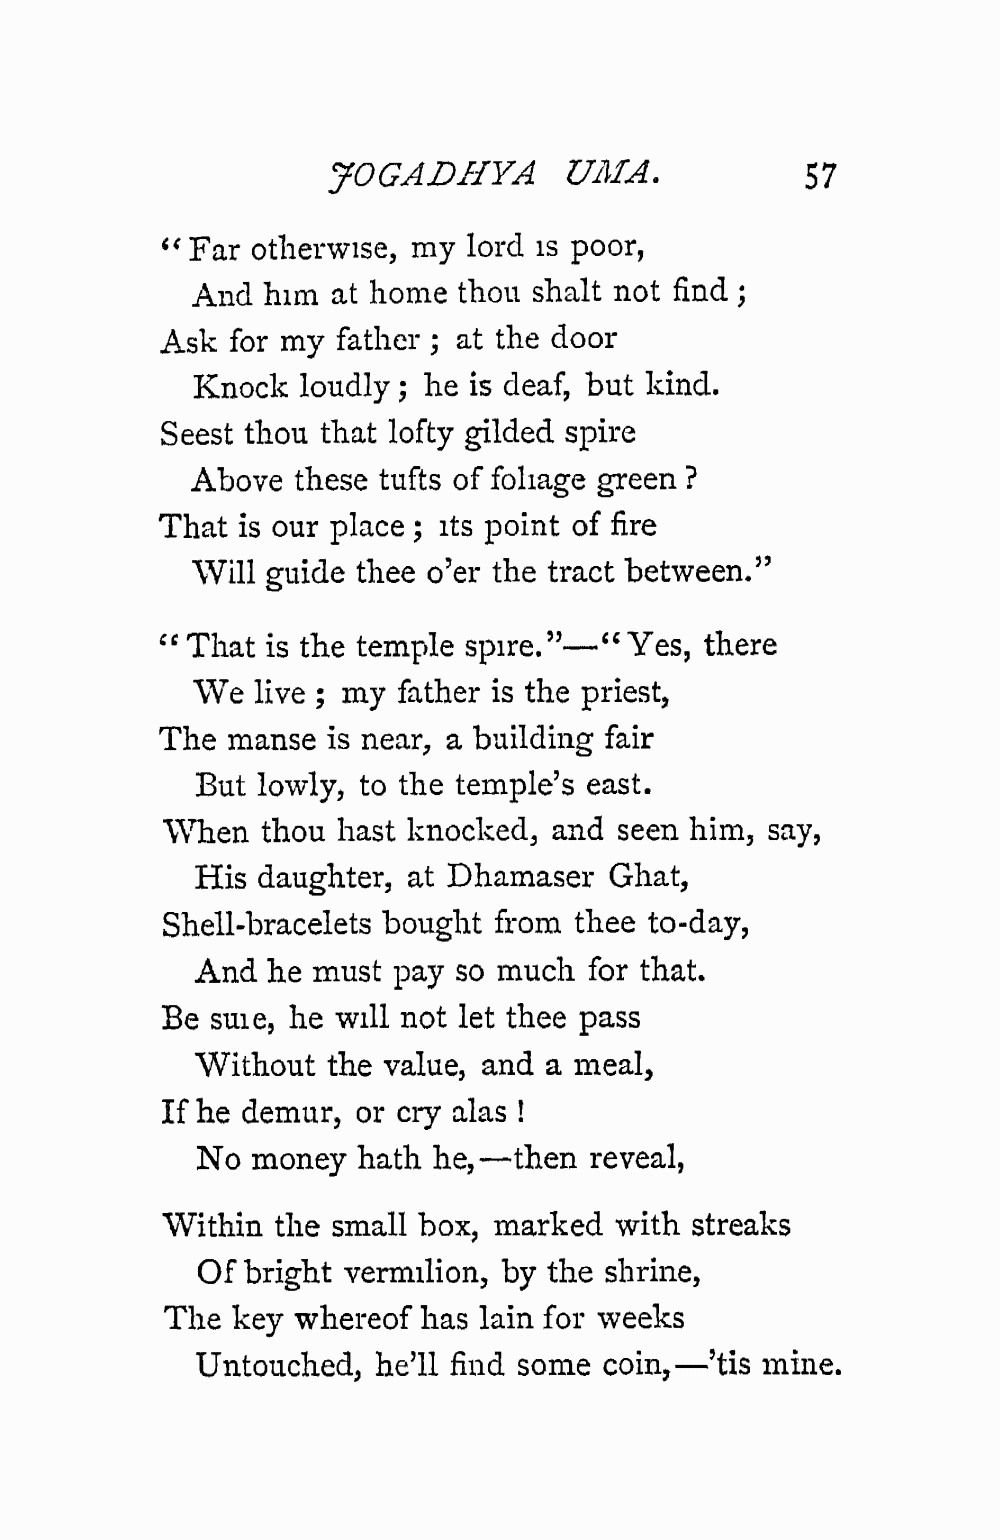 JOGADHYA UMA. 57
“Far otherwise, my lord is poor,
And him at home thou shalt not find;
Ask for my father; at the door
Knock loudly; he is deaf, but kind.
Seest thou that lofty gilded spire
Above these tufts of foliage green?
That is our place; its point of fire
Will guide thee o’er the tract between.”
“That is the temple spire.”—“Yes, there
We live; my father is the priest,
The manse is near, a building fair
But lowly, to the temple’s east.
When thou hast knocked, and seen him, say,
His daughter, at Dhamaser Ghat,
Shell-bracelets bought from thee to-day,
And he must pay so much for that.
Be sure, he will not let thee pass
Without the value, and a meal,
If he demur, or cry alas!
No money hath he,—then reveal,
Within the small box, marked with streaks
Of bright vermilion, by the shrine,
The key whereof has lain for weeks
Untouched, he’ll find some coin,—’tis mine.